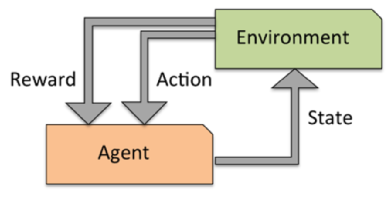 Environment
Reward
Action
State
Agent